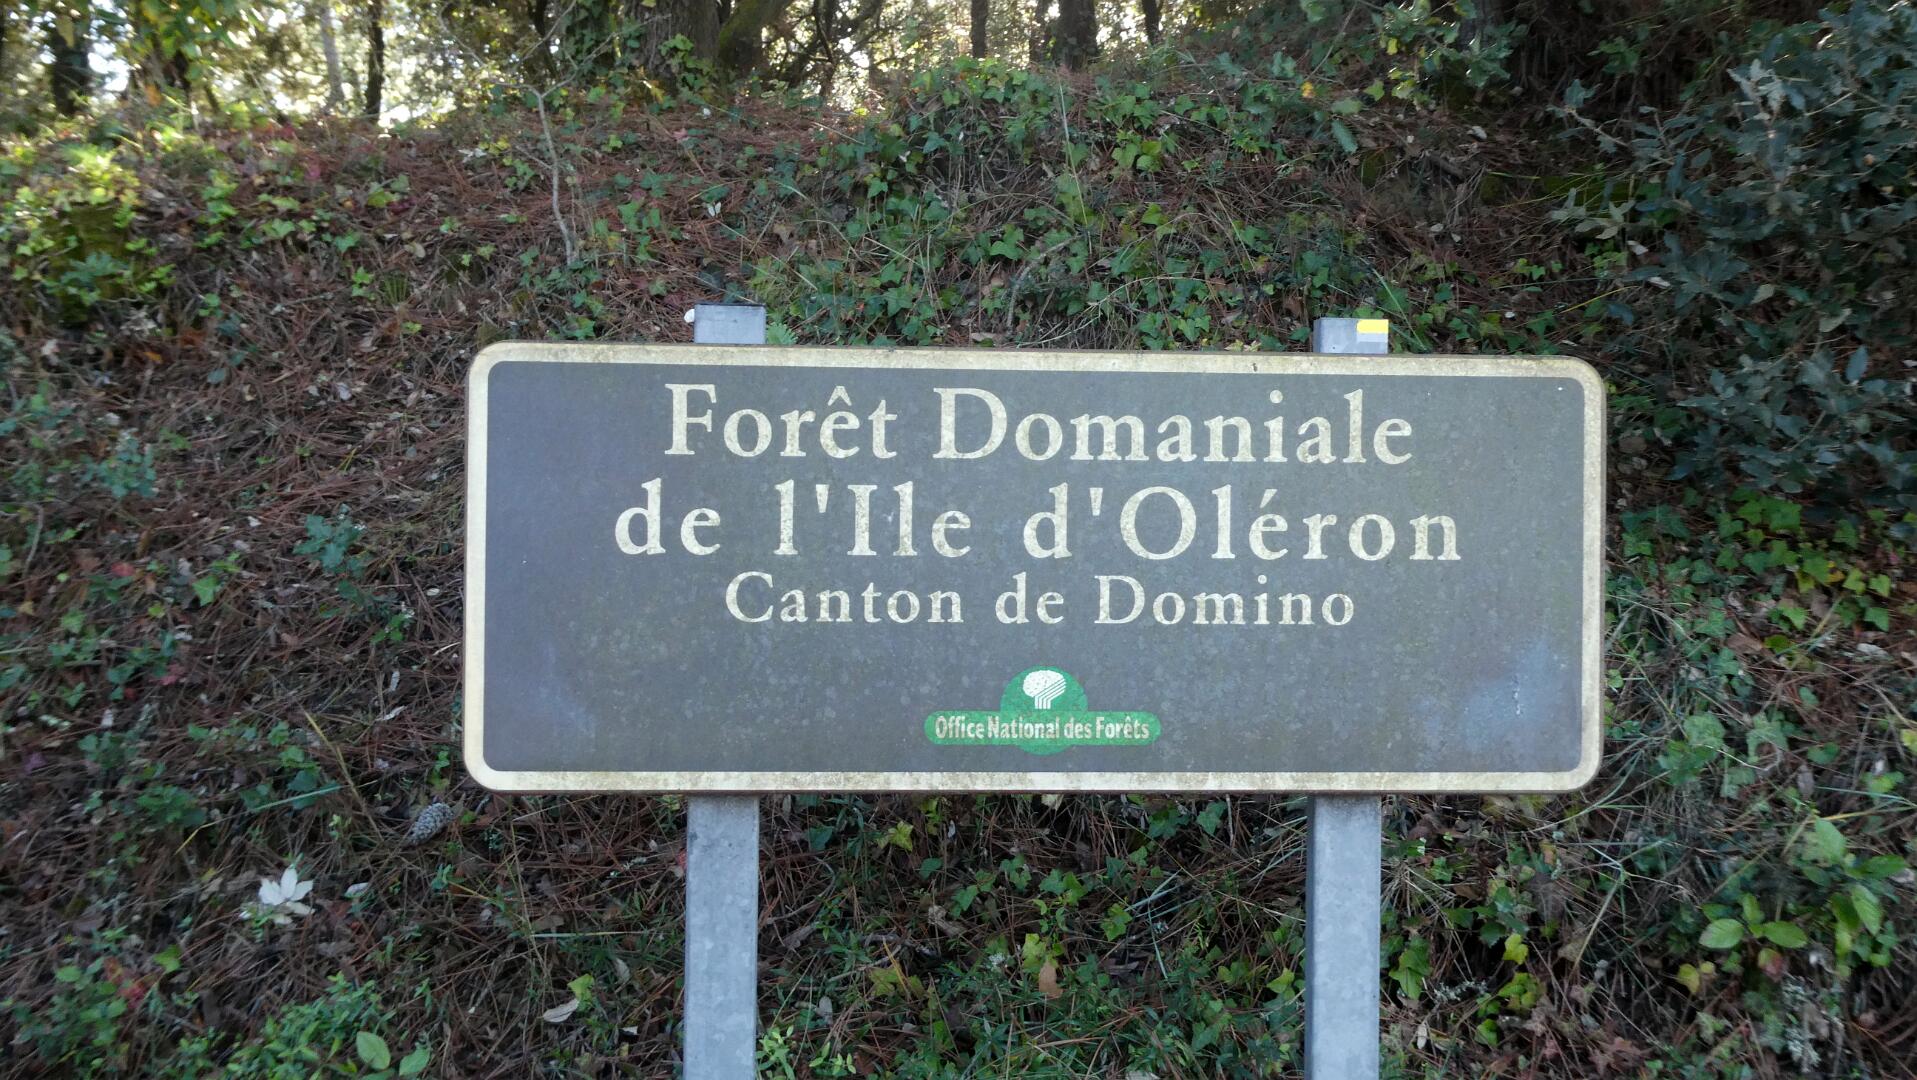 Forêt Domaniale
de l'Ile d'Oléron
Canton de Domino
Office National des Forêts